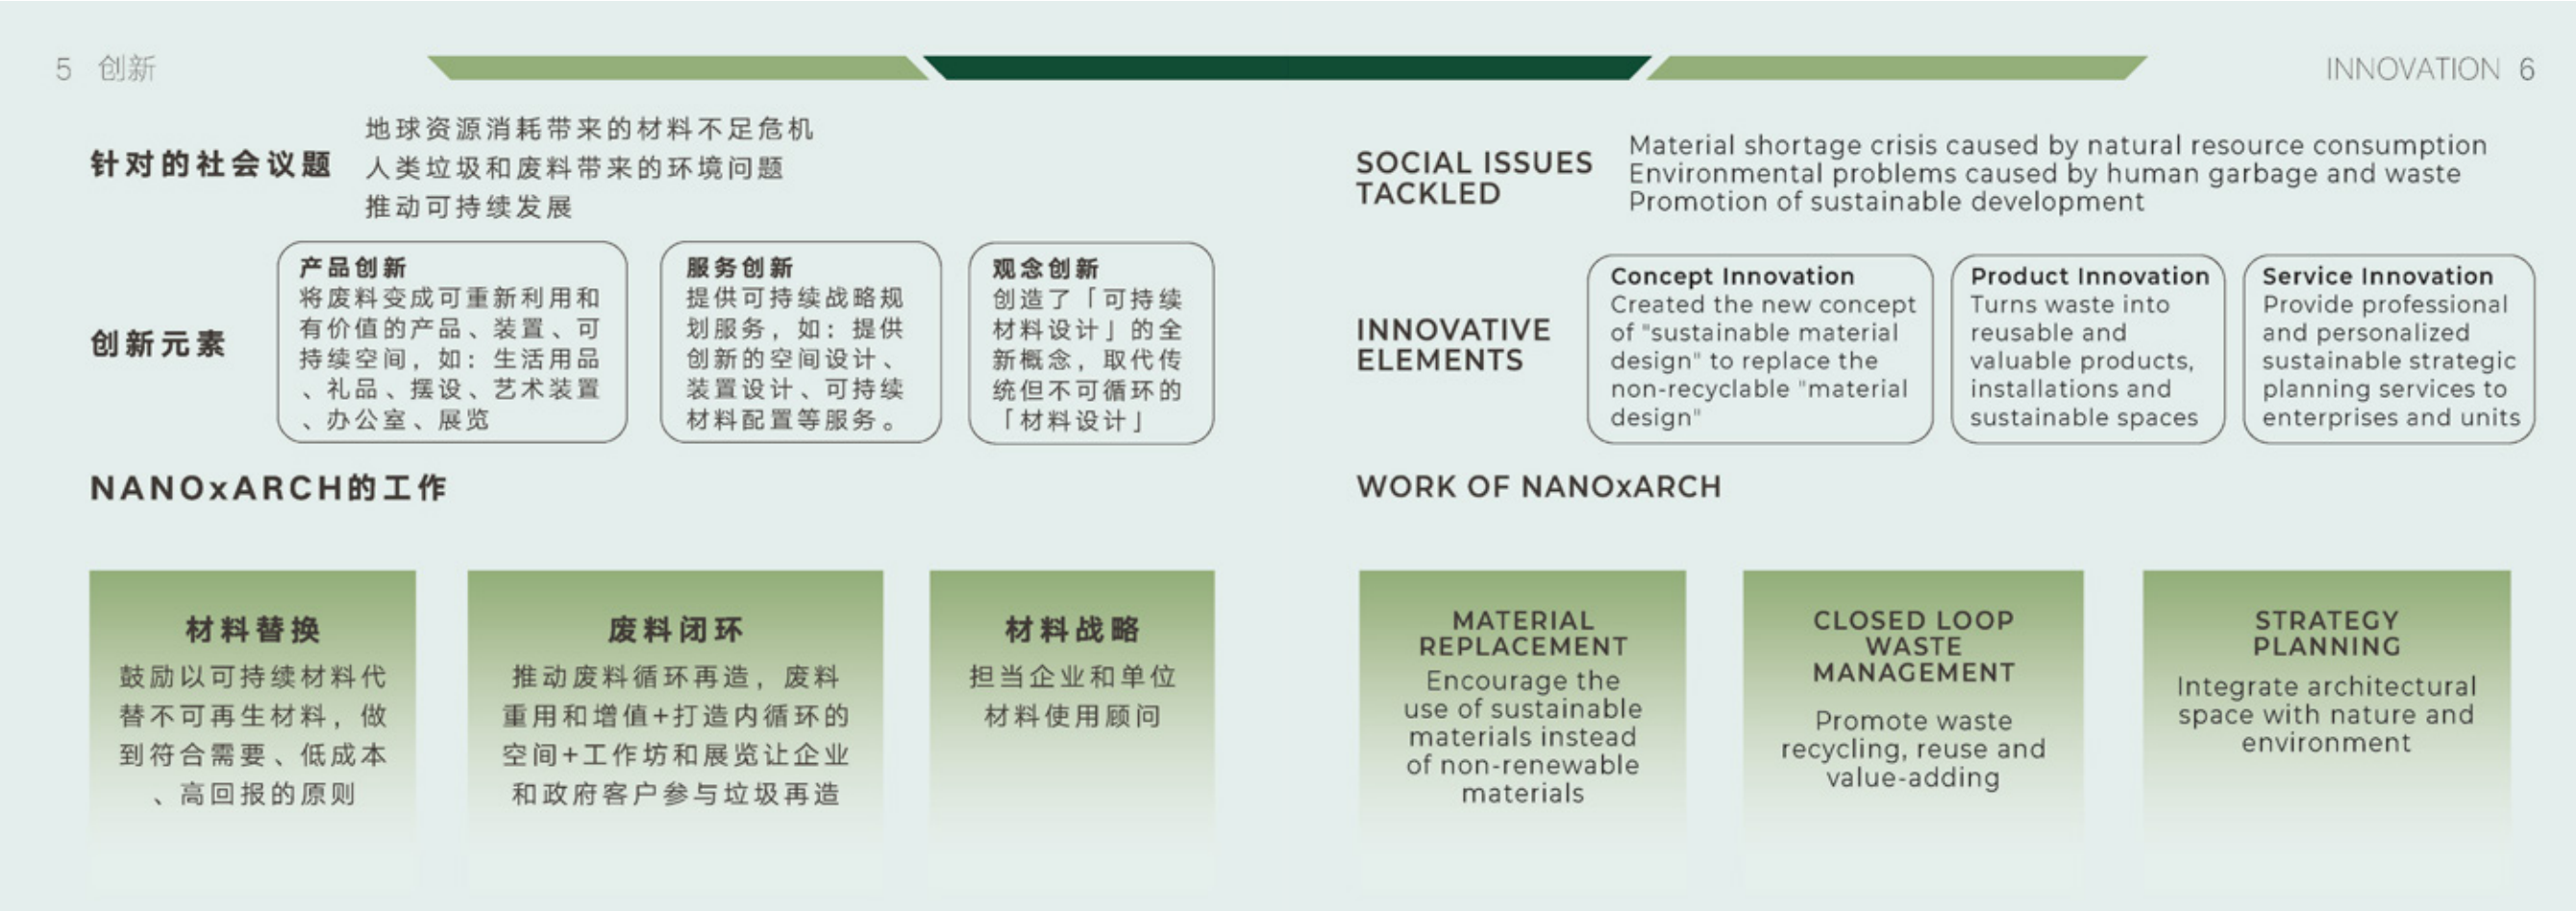 5 创新
针对的社会议题
地球资源消耗带来的材料不足危机
人类垃圾和废料带来的环境问题
推动可持续发展
创新元素
产品创新
将废料变成可重新利用和
有价值的产品、装置、可
持续空间，如：生活用品
、礼品、摆设、艺术装置
、办公室、展览
服务创新
提供可持续战略规
划服务，如：提供
创新的空间设计、
装置设计、可持续
材料配置等服务。
观念创新
创造了「可持续
材料设计」的全
新概念，取代传
统但不可循环的
「材料设计」
NANOxARCH的工作
材料替换
鼓励以可持续材料代
替不可再生材料，做
到符合需要、低成本
、高回报的原则
废料闭环
推动废料循环再造，废料
重用和增值+打造内循环的
空间+工作坊和展览让企业
和政府客户参与垃圾再造
材料战略
担当企业和单位
材料使用顾问
INNOVATION 6
SOCIAL ISSUES
TACKLED
Material shortage crisis caused by natural resource consumption
Environmental problems caused by human garbage and waste
Promotion of sustainable development
INNOVATIVE
ELEMENTS
Concept Innovation
Created the new concept
of "sustainable material
design" to replace the
non-recyclable "material
design"
Product Innovation
Turns waste into
reusable and
valuable products,
installations and
sustainable spaces
Service Innovation
Provide professional
and personalized
sustainable strategic
planning services to
enterprises and units
WORK OF NANOxARCH
MATERIAL
REPLACEMENT
Encourage the
use of sustainable
materials instead
of non-renewable
materials
CLOSED LOOP
WASTE
MANAGEMENT
Promote waste
recycling, reuse and
value-adding
STRATEGY
PLANNING
Integrate architectural
space with nature and
environment